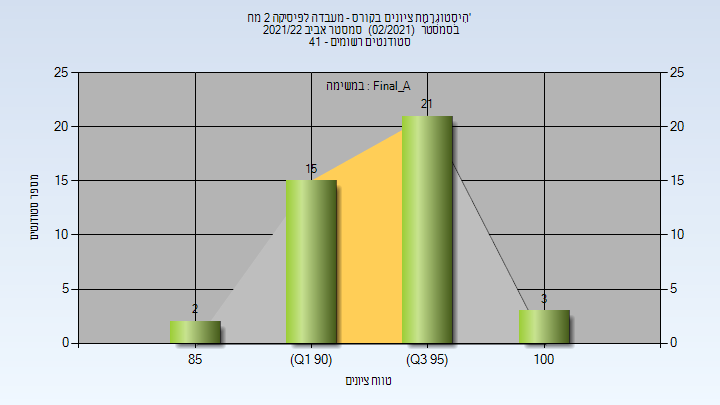 היסטוגרמת ציונים בקורס - מעבדה לפיסיקה 2 מח'
בסמסטר (02/2021) סמסטר אביב 2021/22
סטודנטים רשומים - 41
במשימה : Final_A
25 25
20 20
15 15
10 10
5 5
0 0
2 15 21 3
מספר סטודנטים
85 (Q1 90) (Q3 95) 100
טווח ציונים